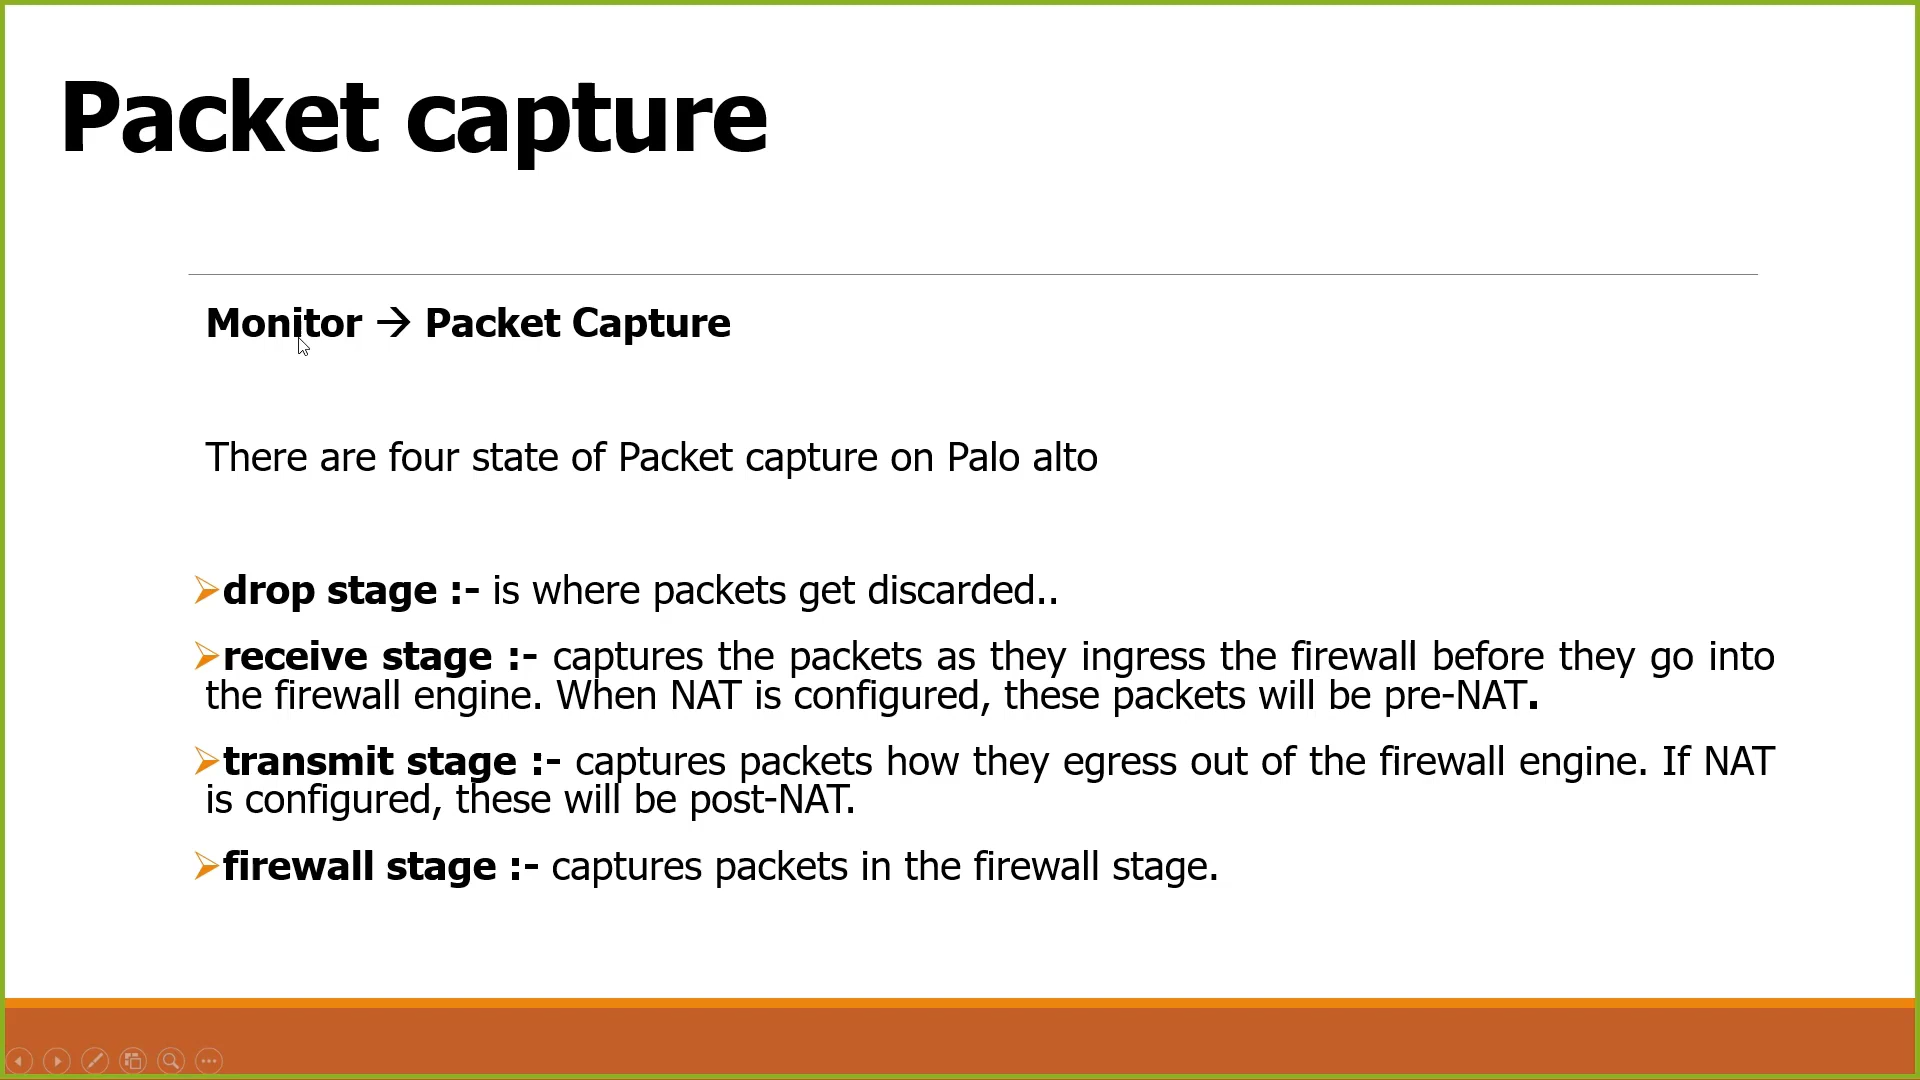 Packet capture
Monitor → Packet Capture
There are four state of Packet capture on Palo alto
➢drop stage :- is where packets get discarded..
➢receive stage :- captures the packets as they ingress the firewall before they go into
the firewall engine. When NAT is configured, these packets will be pre-NAT.
➢transmit stage :- captures packets how they egress out of the firewall engine. If NAT
is configured, these will be post-NAT.
➢firewall stage :- captures packets in the firewall stage.